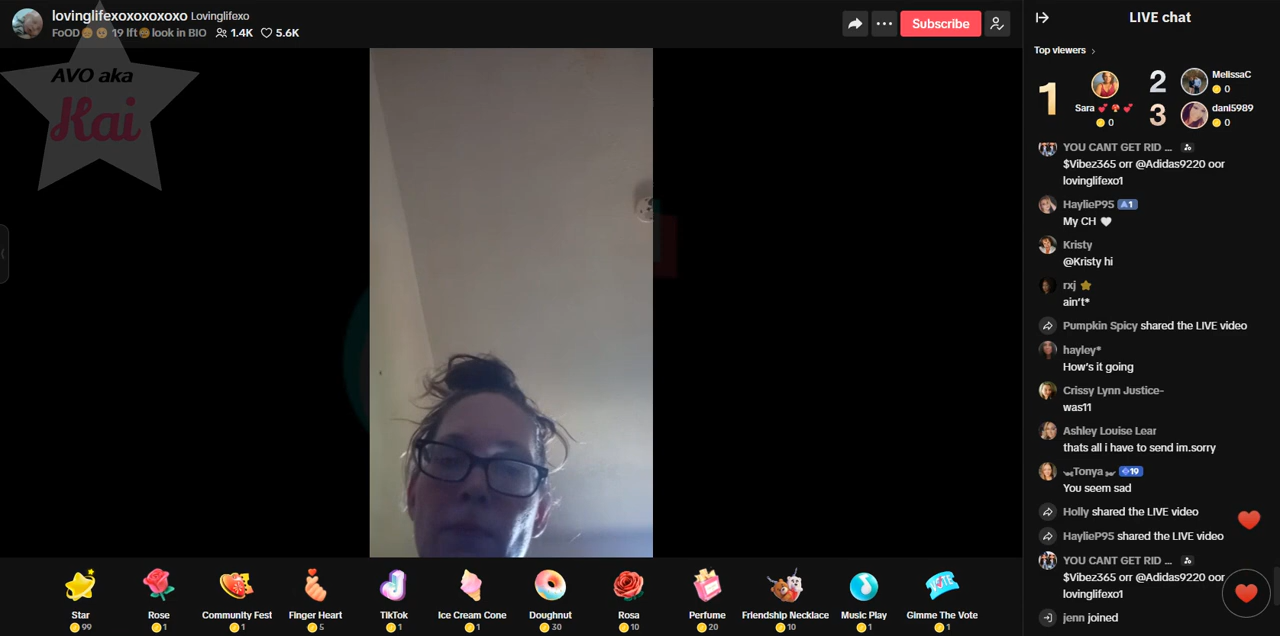 lovinglifexoxoxoxoxo Lovinglifexo
FoOD 19 lft look in BIO 1.4K 5.6K
Subscribe
AVO aka
Kai
LIVE chat
Top viewers
1
Sara
0
2
MelissaC
0
3
dani5989
0
YOU CANT GET RID ...
$Vibez365 orr @Adidas9220 oor
lovinglifexo1
HaylieP95 A1
My CH 🤍
Kristy
@Kristy hi
rxj
ain't*
Pumpkin Spicy shared the LIVE video
hayley*
How's it going
Crissy Lynn Justice-
was11
Ashley Louise Lear
thats all i have to send im.sorry
Tonya 19
You seem sad
Holly shared the LIVE video
HaylieP95 shared the LIVE video
YOU CANT GET RID ...
$Vibez365 orr @Adidas9220 oor
lovinglifexo1
jenn joined
Star Rose Community Fest Finger Heart TikTok Ice Cream Cone Doughnut Rosa Perfume Friendship Necklace Music Play Gimme The Vote
99 1 1 5 1 1 30 10 20 10 1 1